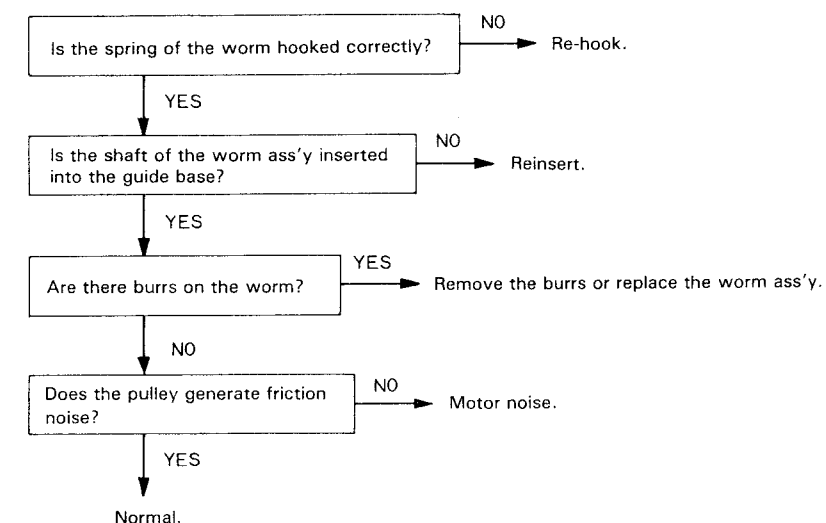 Is the spring of the worm hooked correctly?
NO
Re-hook.
YES
Is the shaft of the worm ass'y inserted
into the guide base?
NO
Reinsert.
YES
Are there burrs on the worm?
YES
Remove the burrs or replace the worm ass'y.
NO
Does the pulley generate friction
noise?
NO
Motor noise.
YES
Normal.